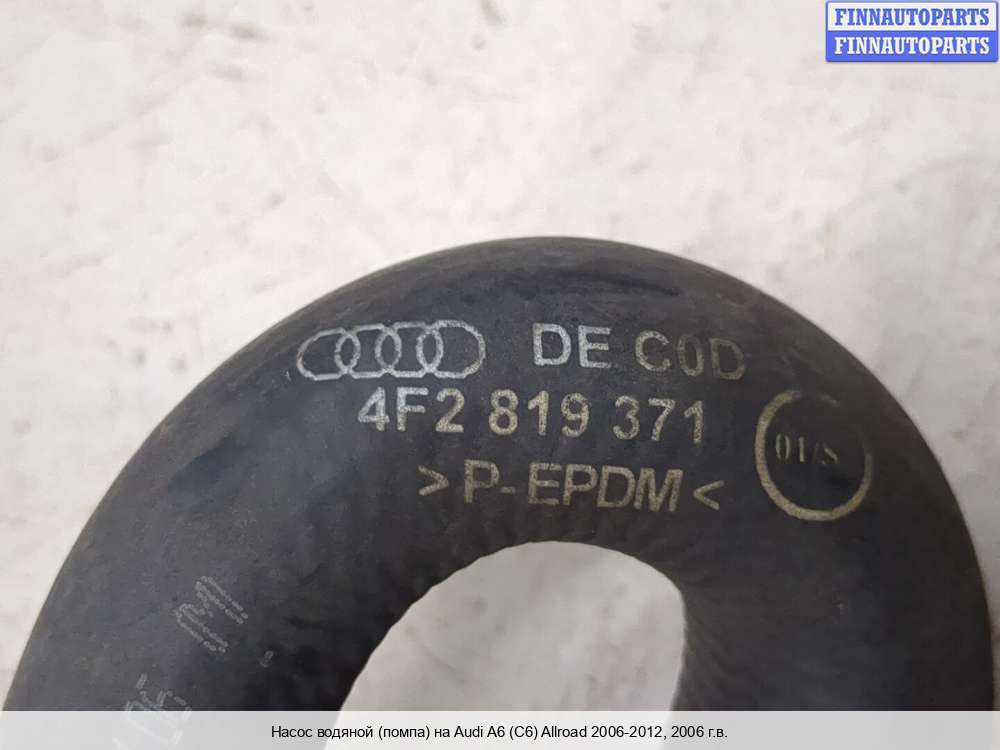 FINNAUTOPARTS
FINNAUTOPARTS
DE C0D
4F2 819 371
>P-EPDM<
Насос водяной (помпа) на Audi A6 (C6) Allroad 2006-2012, 2006 г.в.